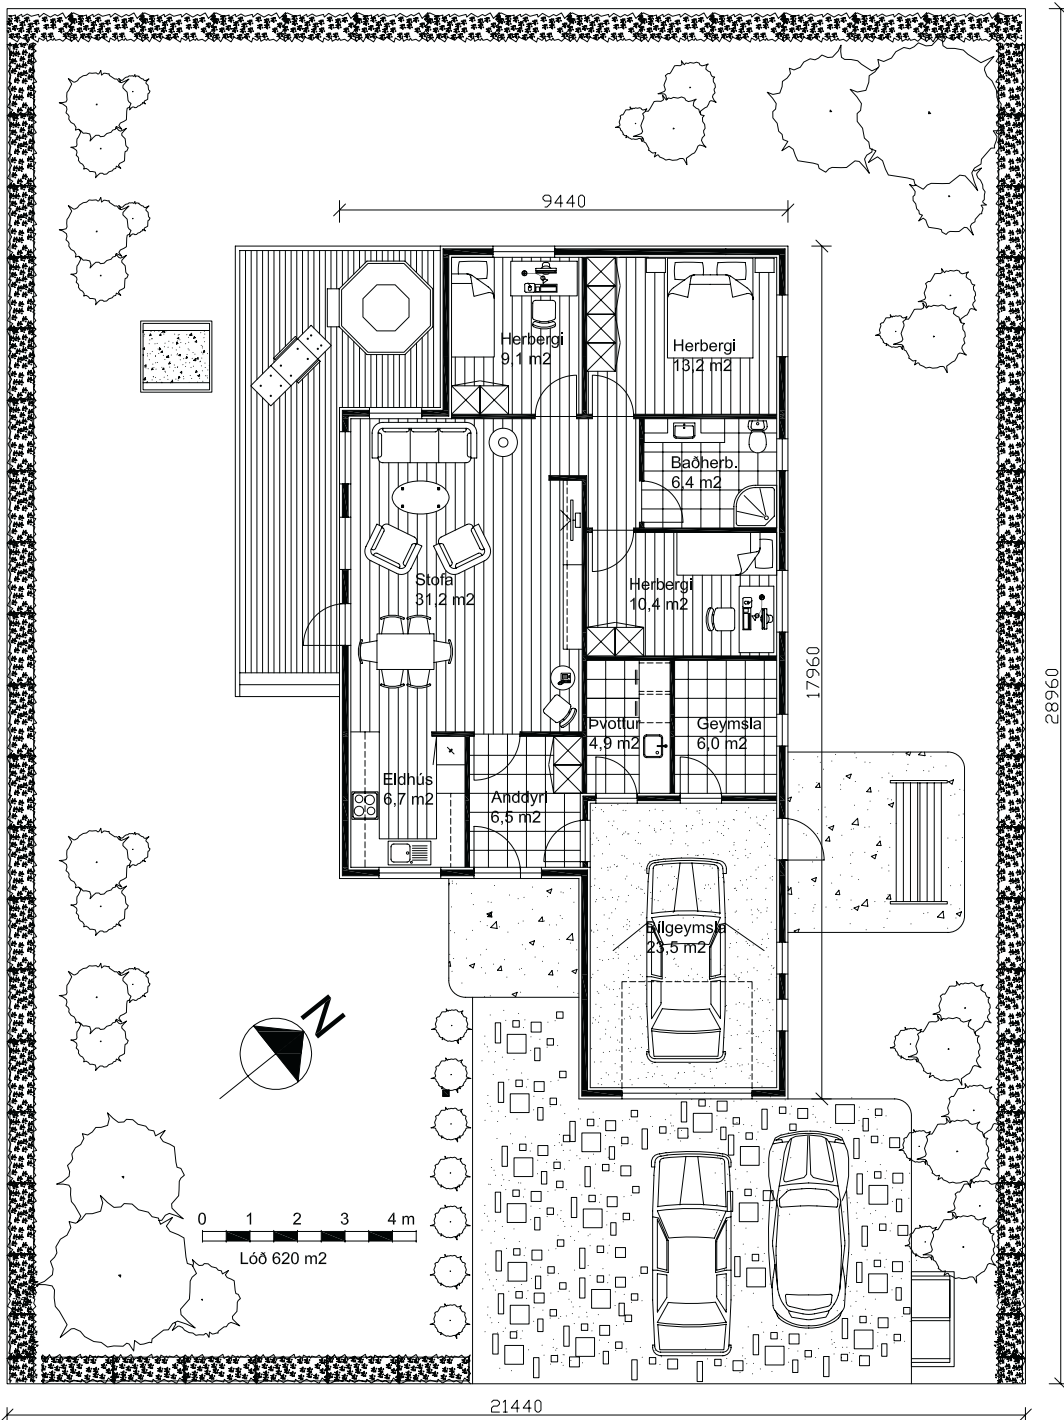 9440
Herbergi
9,1 m2
Herbergi
13,2 m2
Baðherb.
6,4 m2
Stofa
31,2 m2
Herbergi
10,4 m2
17960
28960
Þvottur
4,9 m2
Geymsla
6,0 m2
Eldhús
6,7 m2
Anddyri
6,5 m2
Bílgeymsla
23,5 m2
N
0 1 2 3 4 m
Lóð 620 m2
21440